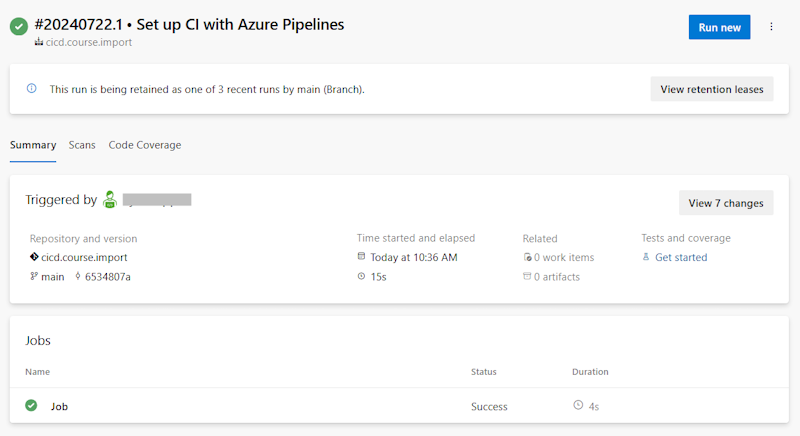 #20240722.1 • Set up CI with Azure Pipelines
Run new
cicd.course.import
This run is being retained as one of 3 recent runs by main (Branch).
View retention leases
Summary Scans Code Coverage
Triggered by
View 7 changes
Repository and version Time started and elapsed Related Tests and coverage
cicd.course.import Today at 10:36 AM 0 work items Get started
main 6534807a 15s 0 artifacts
Jobs
Name Status Duration
Job Success 4s